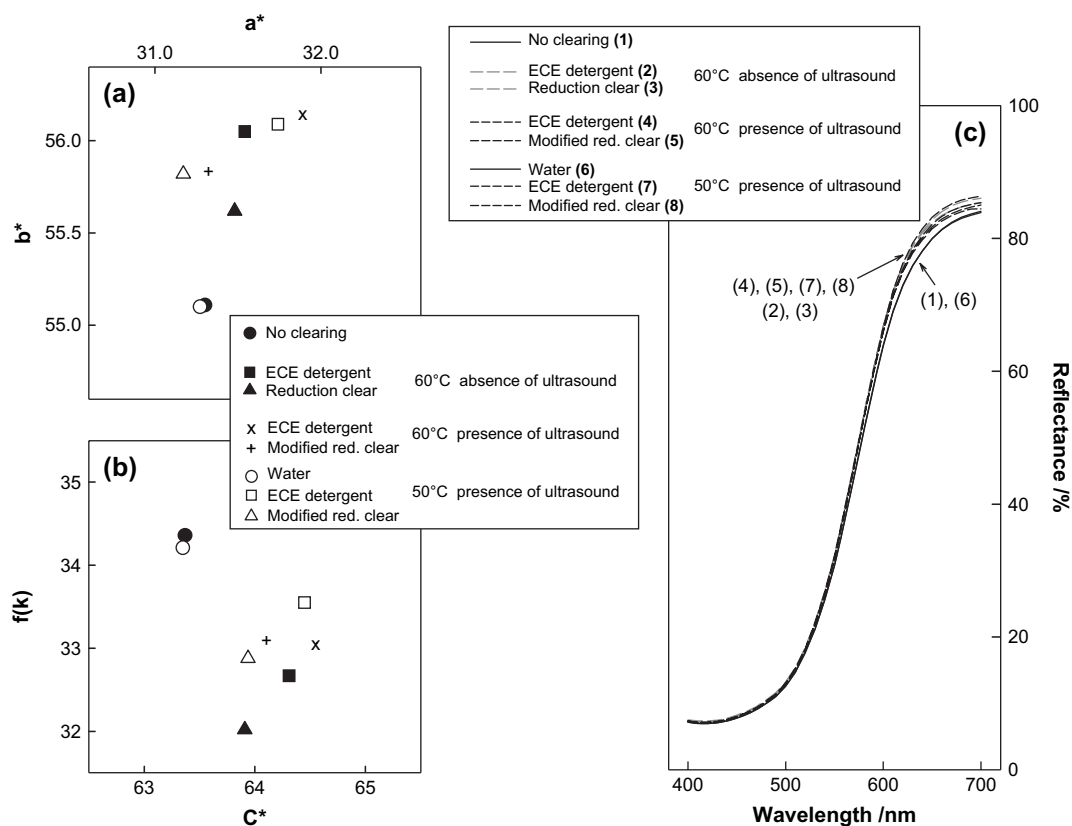 a*
31.0 32.0
(a)
56.0
55.5
55.0
b*
No clearing (1)
ECE detergent (2)
Reduction clear (3)
60°C absence of ultrasound
ECE detergent (4)
Modified red. clear (5)
60°C presence of ultrasound
Water (6)
ECE detergent (7)
Modified red. clear (8)
50°C presence of ultrasound
(c)
100
80
60
40
20
0
Reflectance /%
(4), (5), (7), (8)
(2), (3)
(1), (6)
400 500 600 700
Wavelength /nm
No clearing
ECE detergent
Reduction clear
60°C absence of ultrasound
x ECE detergent
+ Modified red. clear
60°C presence of ultrasound
Water
ECE detergent
Modified red. clear
50°C presence of ultrasound
(b)
35
34
33
32
f(k)
63 64 65
C*